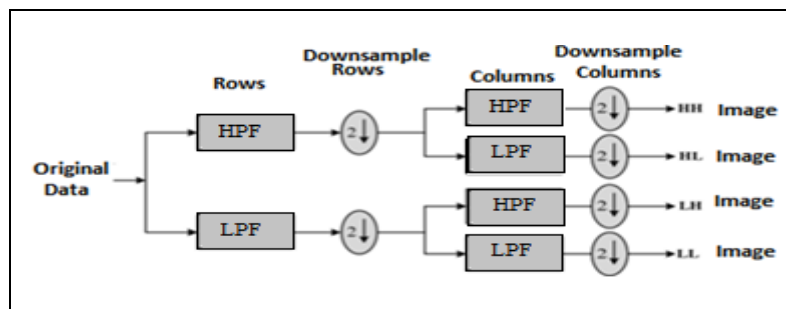 Downsample
Rows
Downsample
Columns
Rows
Columns
HPF
2↓
HPF
2↓
HH Image
LPF
2↓
HL Image
Original
Data
LPF
2↓
HPF
2↓
LH Image
LPF
2↓
LL Image